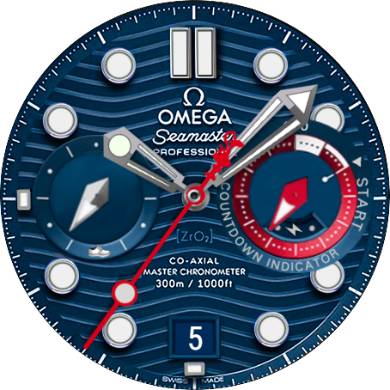 Ω
OMEGA
Seamaster
PROFESSIONAL
START
COUNTDOWN INDICATOR
[ZrO₂]
CO-AXIAL
MASTER CHRONOMETER
300m / 1000ft
5
SWISS MADE